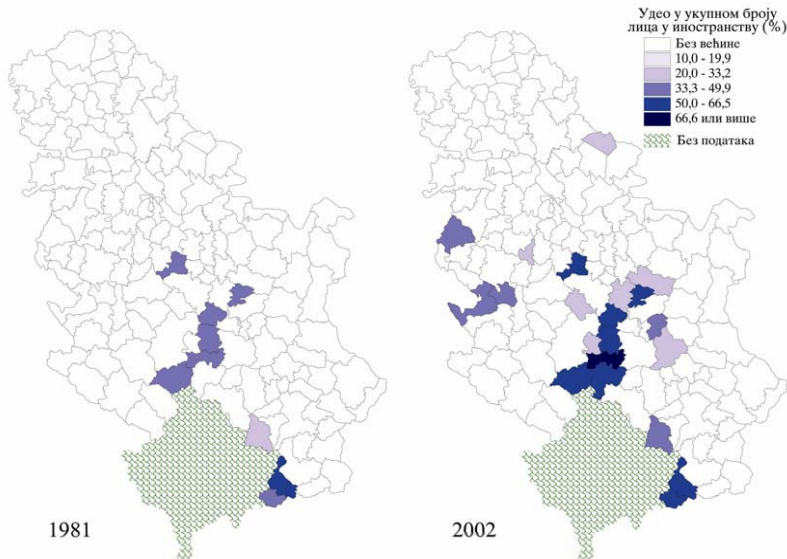 Удео у укупном броју
лица у иностранству (%)
Без већине
10,0 - 19,9
20,0 - 33,2
33,3 - 49,9
50,0 - 66,5
66,6 или више
Без података
1981
2002